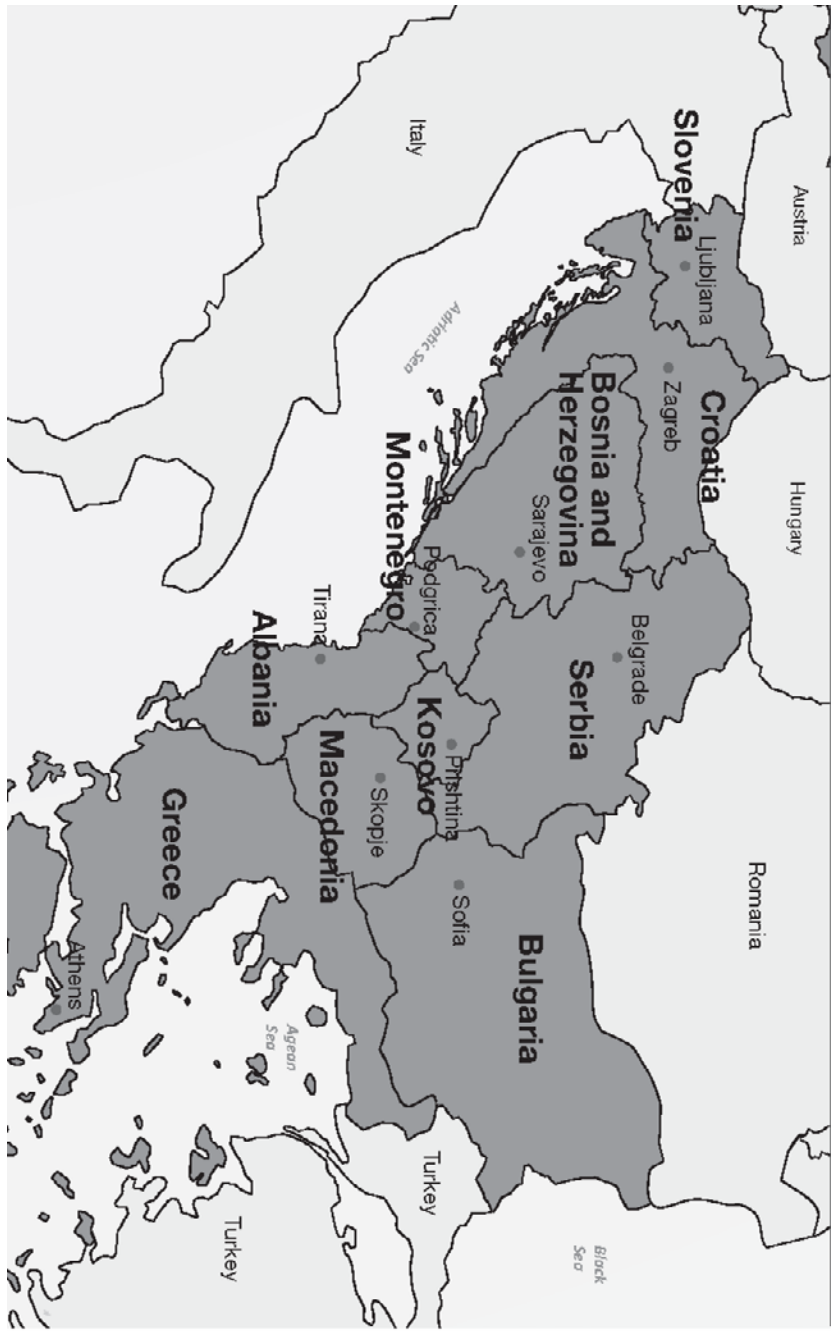 Austria
Hungary
Romania
Slovenia
Ljubljana
Croatia
Zagreb
Bosnia and
Herzegovina
Sarajevo
Belgrade
Serbia
Italy
Adriatic Sea
Montenegro
Podgrica
Kosovo
Prishtina
Sofia
Bulgaria
Black
Sea
Tirana
Albania
Skopje
Macedonia
Turkey
Greece
Agean
Sea
Turkey
Athens